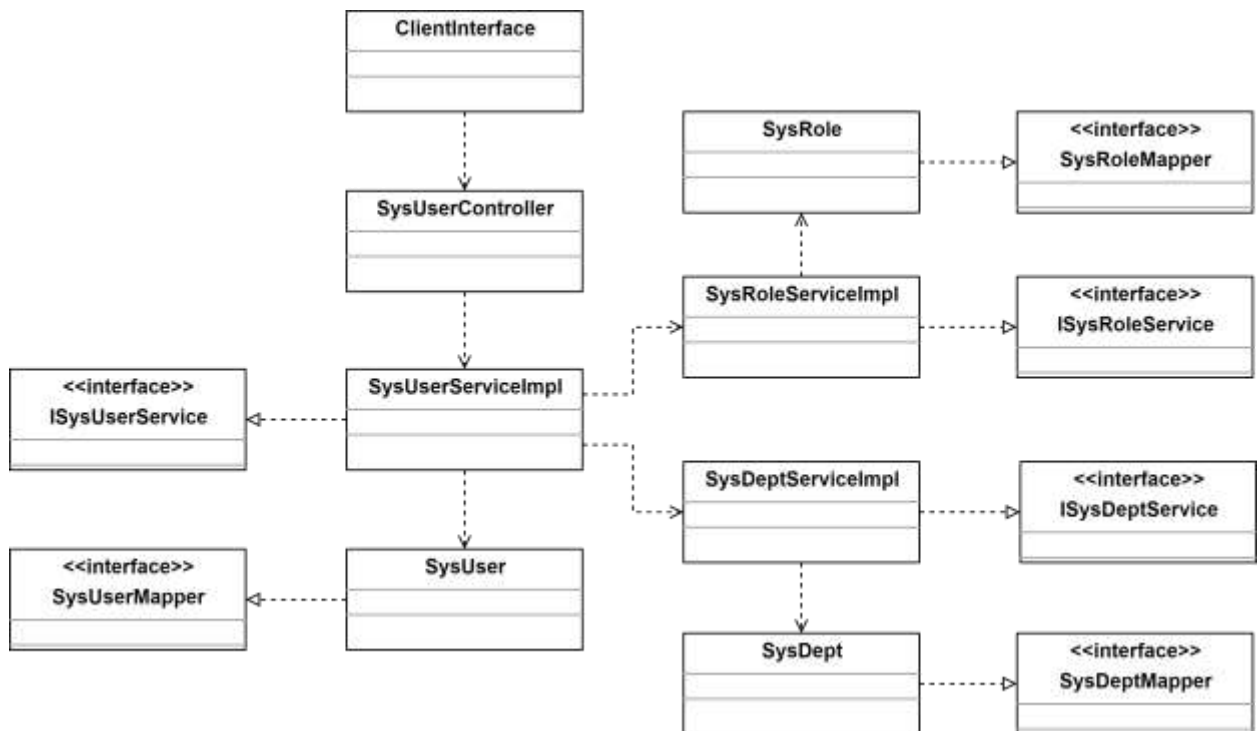 ClientInterface
SysRole
<<interface>>
SysRoleMapper
SysUserController
SysRoleServiceImpl
<<interface>>
ISysRoleService
<<interface>>
ISysUserService
SysUserServiceImpl
SysDeptServiceImpl
<<interface>>
ISysDeptService
<<interface>>
SysUserMapper
SysUser
SysDept
<<interface>>
SysDeptMapper